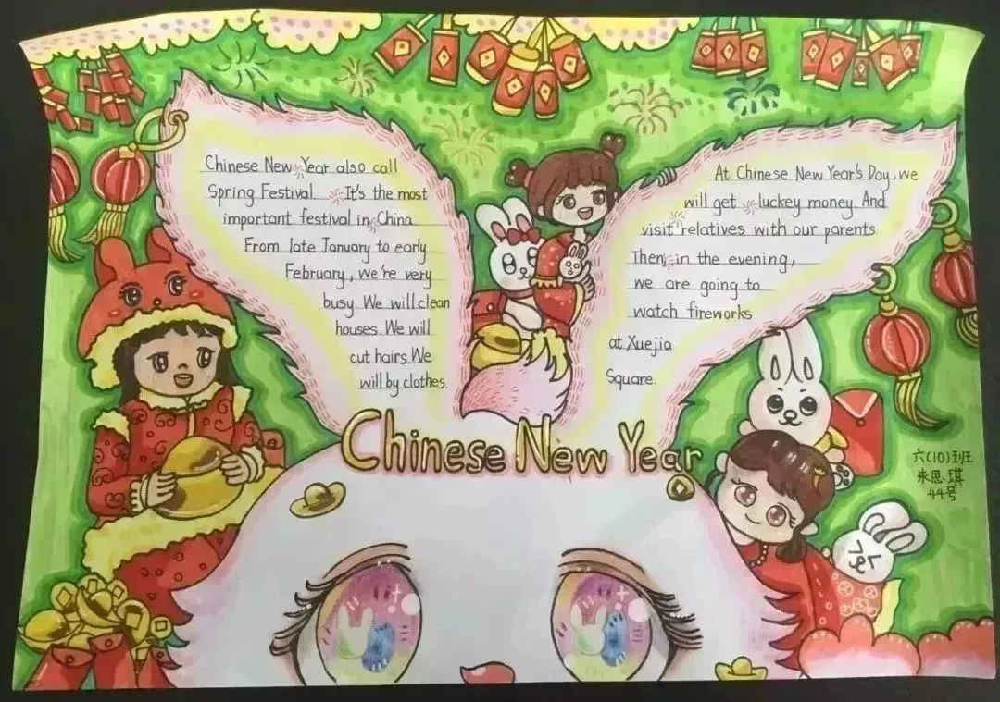 Chinese New Year also call
Spring Festival It's the most
important festival in China
From late January to early
February, we're very
busy. We will clean
houses. We will
cut hairs. We
will by clothes.
At Chinese New Year's Day, we
will get luckey money. And
visit relatives with our parents
Then, in the evening,
we are going to
watch fireworks
at Xuejia
Square.
Chinese New Year
六(10)班
朱思琪
44号